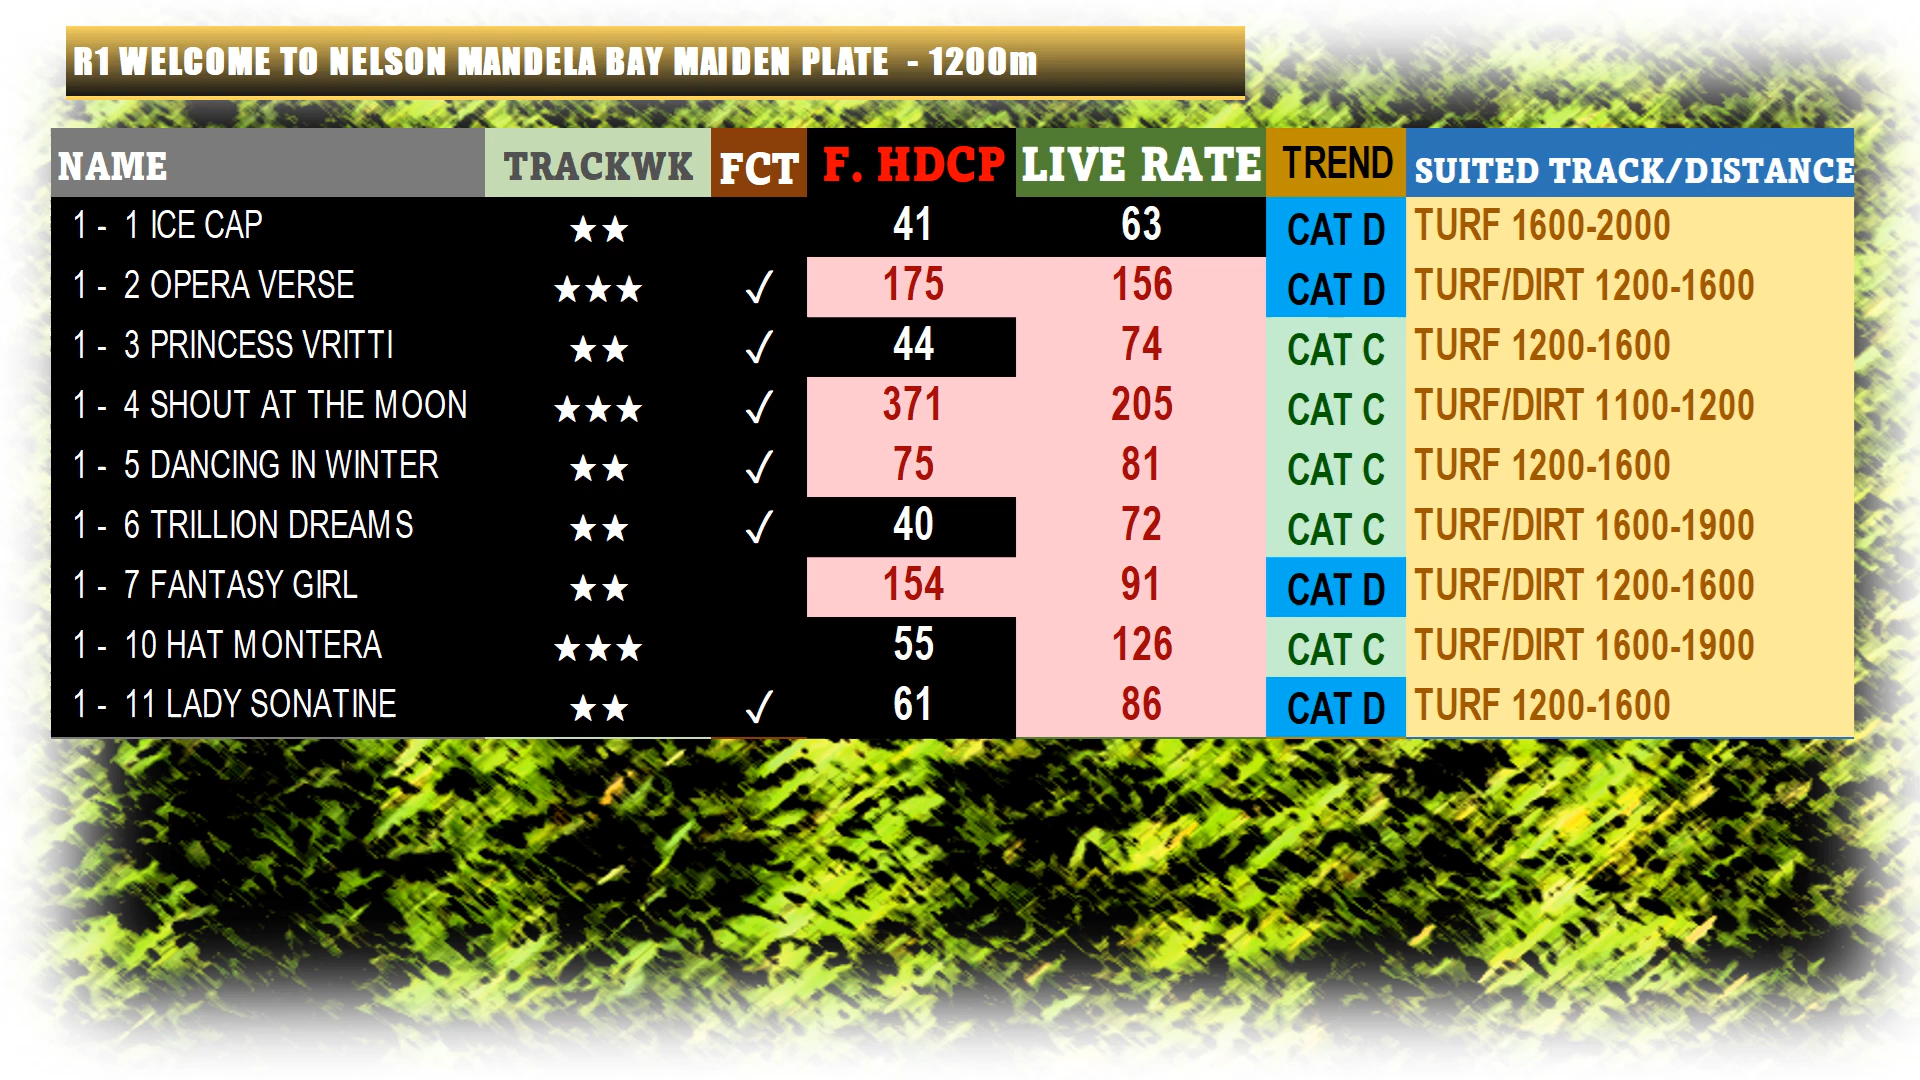 R1 WELCOME TO NELSON MANDELA BAY MAIDEN PLATE - 1200m
NAME TRACKWK FCT F. HDCP LIVE RATE TREND SUITED TRACK/DISTANCE
1 - 1 ICE CAP ★★ 41 63 CAT D TURF 1600-2000
1 - 2 OPERA VERSE ★★★ ✓ 175 156 CAT D TURF/DIRT 1200-1600
1 - 3 PRINCESS VRITTI ★★ ✓ 44 74 CAT C TURF 1200-1600
1 - 4 SHOUT AT THE MOON ★★★ ✓ 371 205 CAT C TURF/DIRT 1100-1200
1 - 5 DANCING IN WINTER ★★ ✓ 75 81 CAT C TURF 1200-1600
1 - 6 TRILLION DREAMS ★★ ✓ 40 72 CAT C TURF/DIRT 1600-1900
1 - 7 FANTASY GIRL ★★ 154 91 CAT D TURF/DIRT 1200-1600
1 - 10 HAT MONTERA ★★★ 55 126 CAT C TURF/DIRT 1600-1900
1 - 11 LADY SONATINE ★★ ✓ 61 86 CAT D TURF 1200-1600